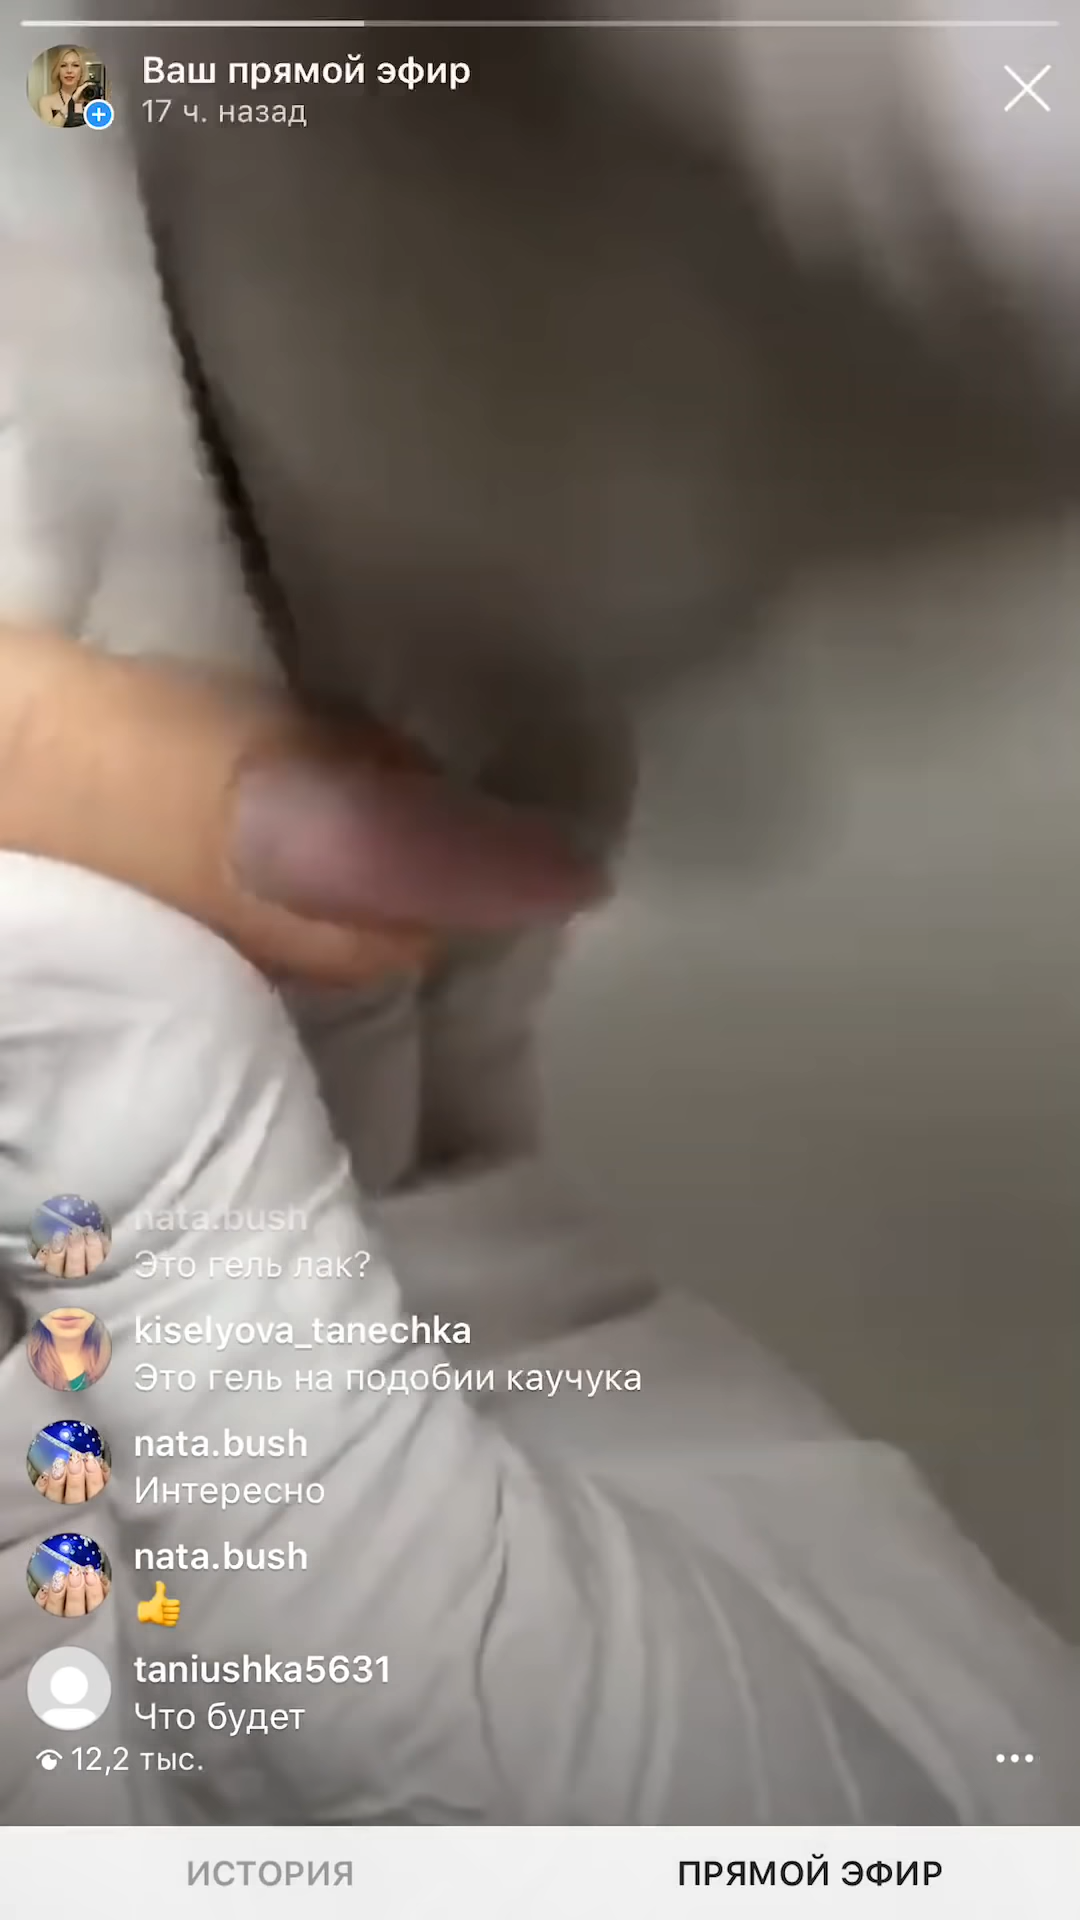 Ваш прямой эфир
17 ч. назад
nata.bush
Это гель лак?
kiselyova_tanechka
Это гель на подобии каучука
nata.bush
Интересно
nata.bush
👍
taniushka5631
Что будет
12,2 тыс.
ИСТОРИЯ
ПРЯМОЙ ЭФИР